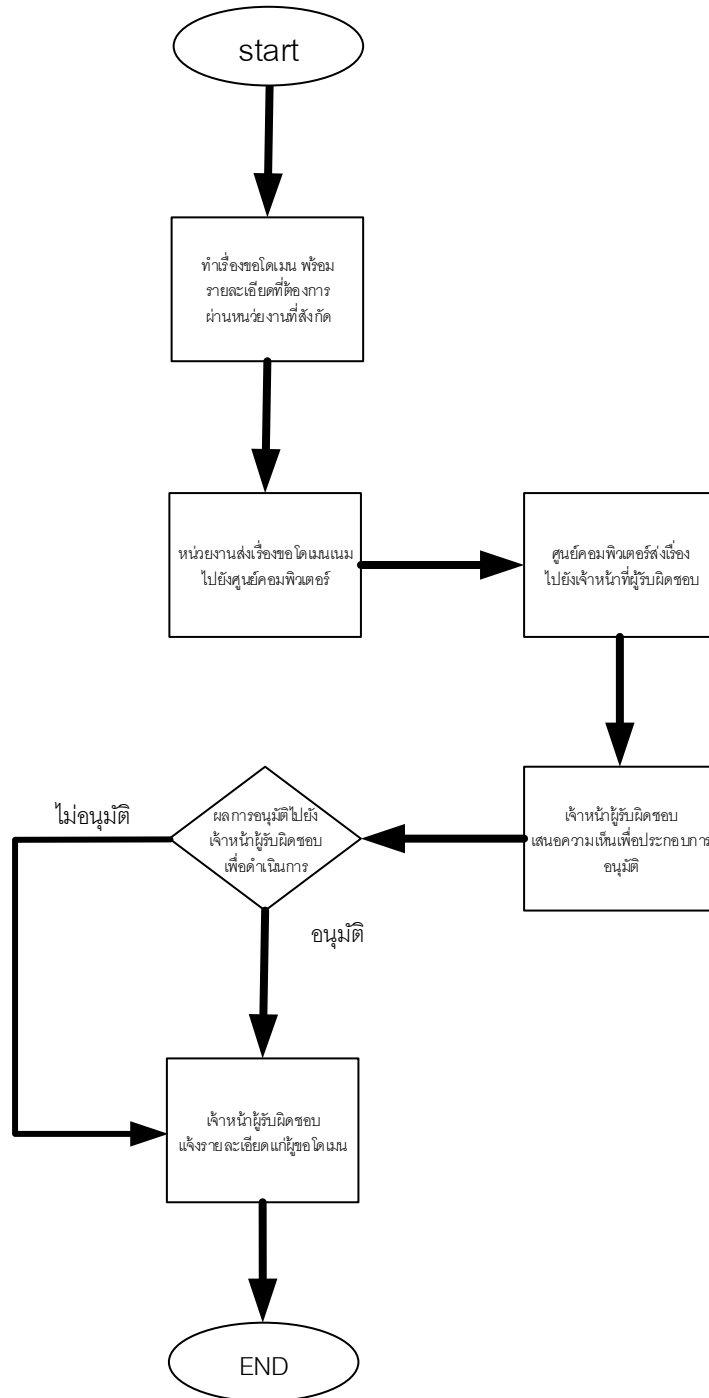 start
ทำเรื่องขอโดเมน พร้อม
รายละเอียดที่ต้องการ
ผ่านหน่วยงานที่สังกัด
หน่วยงานส่งเรื่องขอโดเมนเนม
ไปยังศูนย์คอมพิวเตอร์
ศูนย์คอมพิวเตอร์ส่งเรื่อง
ไปยังเจ้าหน้าที่ผู้รับผิดชอบ
เจ้าหน้าผู้รับผิดชอบ
เสนอความเห็นเพื่อประกอบการ
อนุมัติ
ผลการอนุมัติไปยัง
เจ้าหน้าผู้รับผิดชอบ
เพื่อดำเนินการ
ไม่อนุมัติ
อนุมัติ
เจ้าหน้าผู้รับผิดชอบ
แจ้งรายละเอียดแก่ผู้ขอโดเมน
END